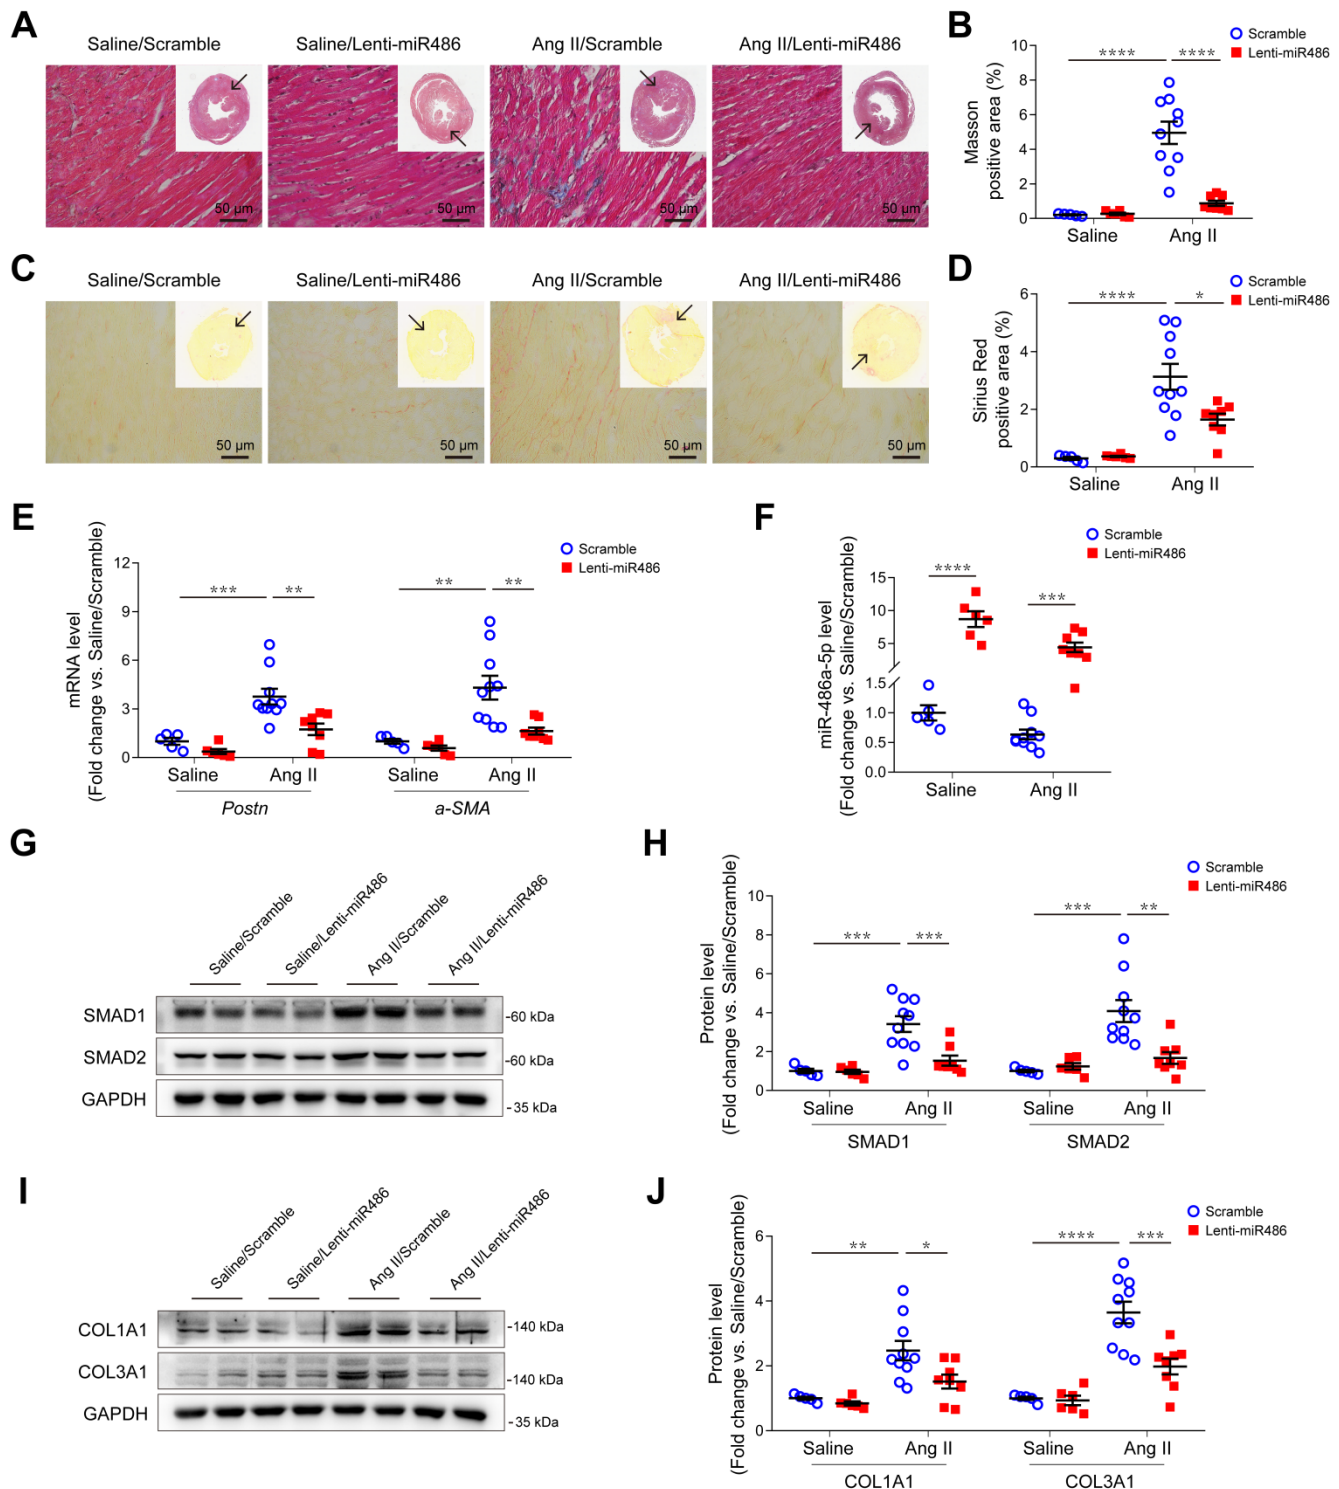 A
Saline/Scramble
Saline/Lenti-miR486
Ang II/Scramble
Ang II/Lenti-miR486
50 µm
50 µm
50 µm
50 µm
B
Scramble
Lenti-miR486
Masson
positive area (%)
10
8
6
4
2
0
****
****
Saline
Ang II
C
Saline/Scramble
Saline/Lenti-miR486
Ang II/Scramble
Ang II/Lenti-miR486
50 µm
50 µm
50 µm
50 µm
D
Scramble
Lenti-miR486
Sirius Red
positive area (%)
6
4
2
0
****
*
Saline
Ang II
E
Scramble
Lenti-miR486
mRNA level
(Fold change vs. Saline/Scramble)
12
9
6
3
0
***
**
**
**
Saline
Ang II
Saline
Ang II
Postn
a-SMA
F
Scramble
Lenti-miR486
miR-486a-5p level
(Fold change vs. Saline/Scramble)
15
10
5
1.5
1.0
0.5
0.0
****
***
Saline
Ang II
G
Saline/Scramble
Saline/Lenti-miR486
Ang II/Scramble
Ang II/Lenti-miR486
SMAD1
-60 kDa
SMAD2
-60 kDa
GAPDH
-35 kDa
H
Scramble
Lenti-miR486
Protein level
(Fold change vs. Saline/Scramble)
10
8
6
4
2
0
***
***
***
**
Saline
Ang II
Saline
Ang II
SMAD1
SMAD2
I
Saline/Scramble
Saline/Lenti-miR486
Ang II/Scramble
Ang II/Lenti-miR486
COL1A1
-140 kDa
COL3A1
-140 kDa
GAPDH
-35 kDa
J
Scramble
Lenti-miR486
Protein level
(Fold change vs. Saline/Scramble)
6
4
2
0
**
*
****
***
Saline
Ang II
Saline
Ang II
COL1A1
COL3A1